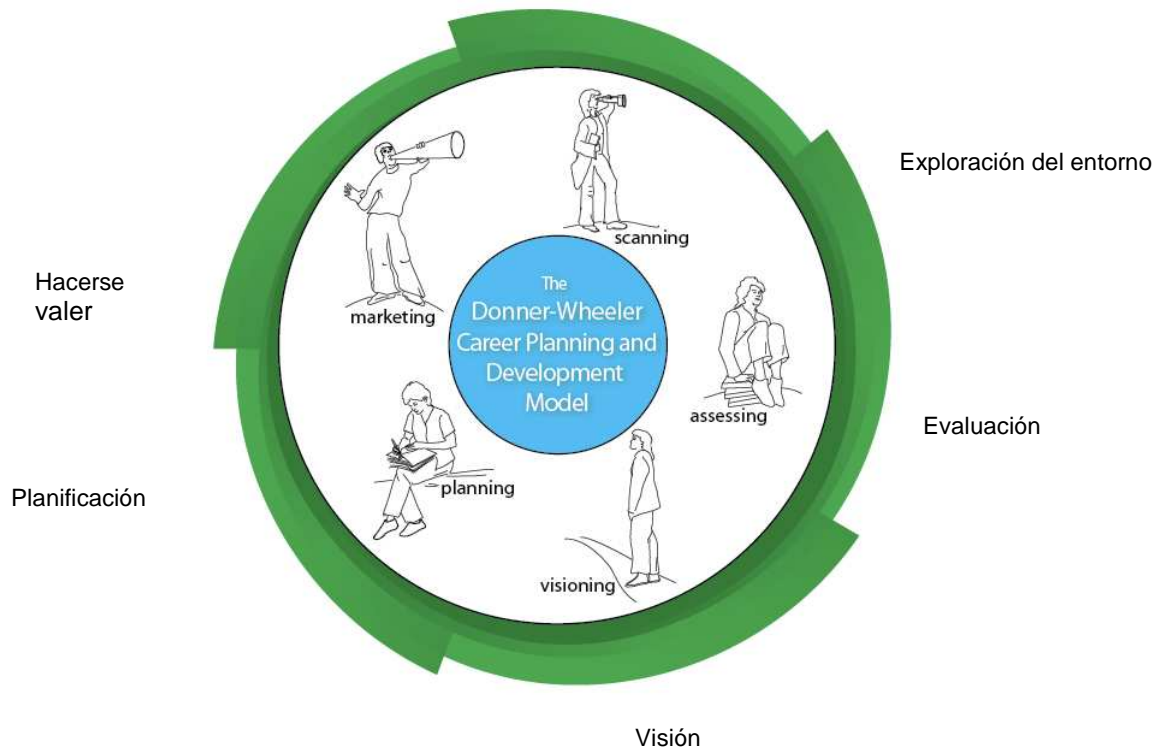 Exploración del entorno
scanning
Hacerse
valer
marketing
The
Donner-Wheeler
Career Planning and
Development
Model
assessing
Evaluación
planning
Planificación
visioning
Visión